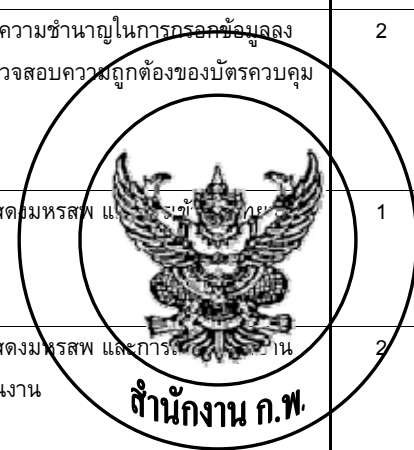 ความชำนาญในการกรอกข้อมูลลง 2
วจสอบความถูกต้องของบัตรควบคุม
สดงมหรสพ 1
สดงมหรสพ และการ 2
นงาน
สำนักงาน ก.พ.